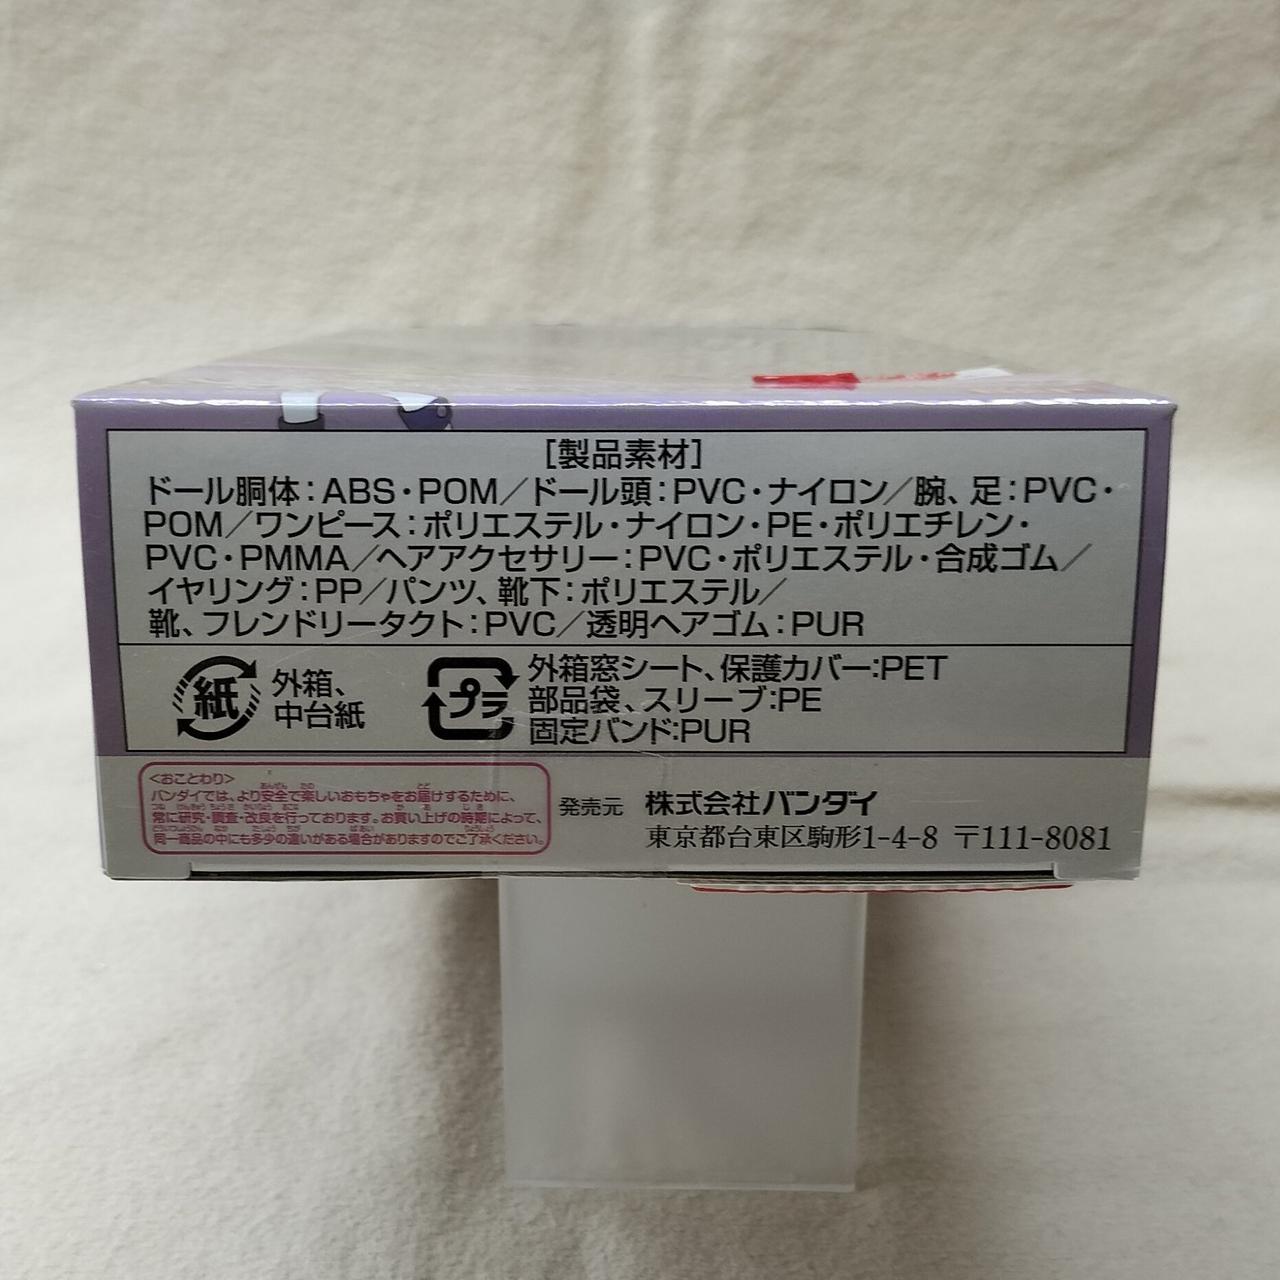 [製品素材]
ドール胴体：ABS・POM／ドール頭：PVC・ナイロン／腕、足：PVC・
POM／ワンピース：ポリエステル・ナイロン・PE・ポリエチレン・
PVC・PMMA／ヘアアクセサリー：PVC・ポリエステル・合成ゴム／
イヤリング：PP／パンツ、靴下：ポリエステル／
靴、フレンドリータクト：PVC／透明ヘアゴム：PUR
紙
外箱、
中台紙
プラ
外箱窓シート、保護カバー:PET
部品袋、スリーブ:PE
固定バンド:PUR
<おことわり>
バンダイでは、より安全で楽しいおもちゃをお届けするために、
常に研究・調査・改良を行っております。お買い上げの時期によって、
同一商品の中にも多少の違いがある場合がありますのでご了承ください。
発売元 株式会社バンダイ
東京都台東区駒形1-4-8 〒111-8081